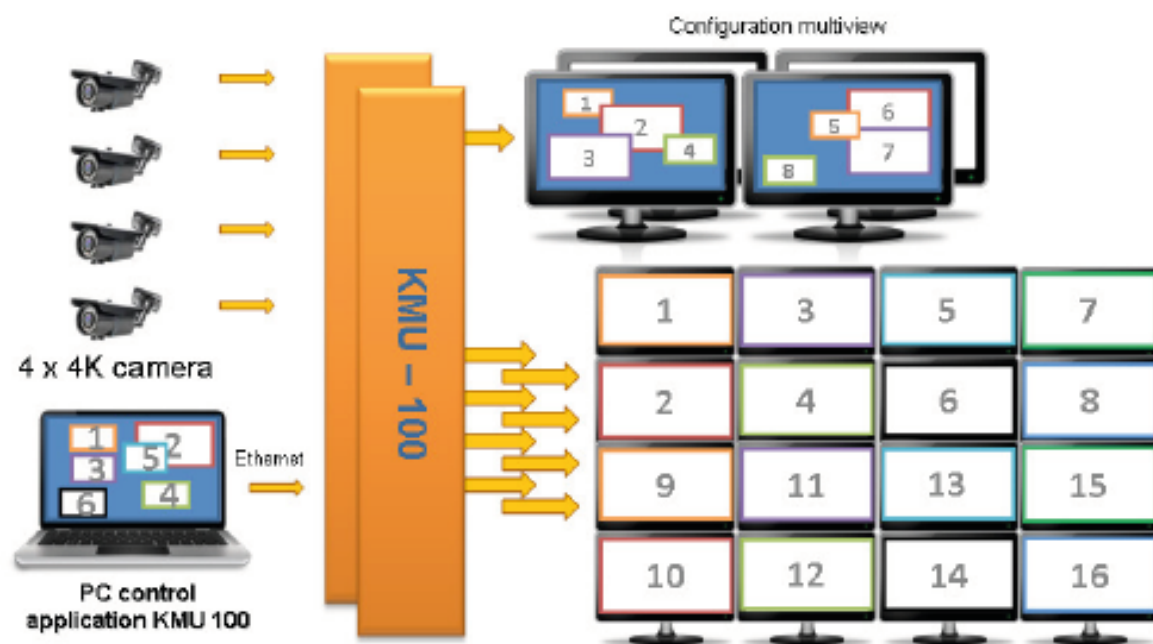 Configuration multiview
1
2
3
4
5
6
7
8
4 x 4K camera
KMU – 100
1
2
3
5
4
6
Ethernet
PC control
application KMU 100
1 3 5 7
2 4 6 8
9 11 13 15
10 12 14 16